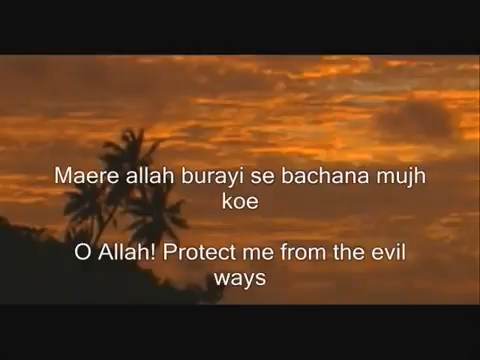 Maere allah burayi se bachana mujh
koe
O Allah! Protect me from the evil
ways